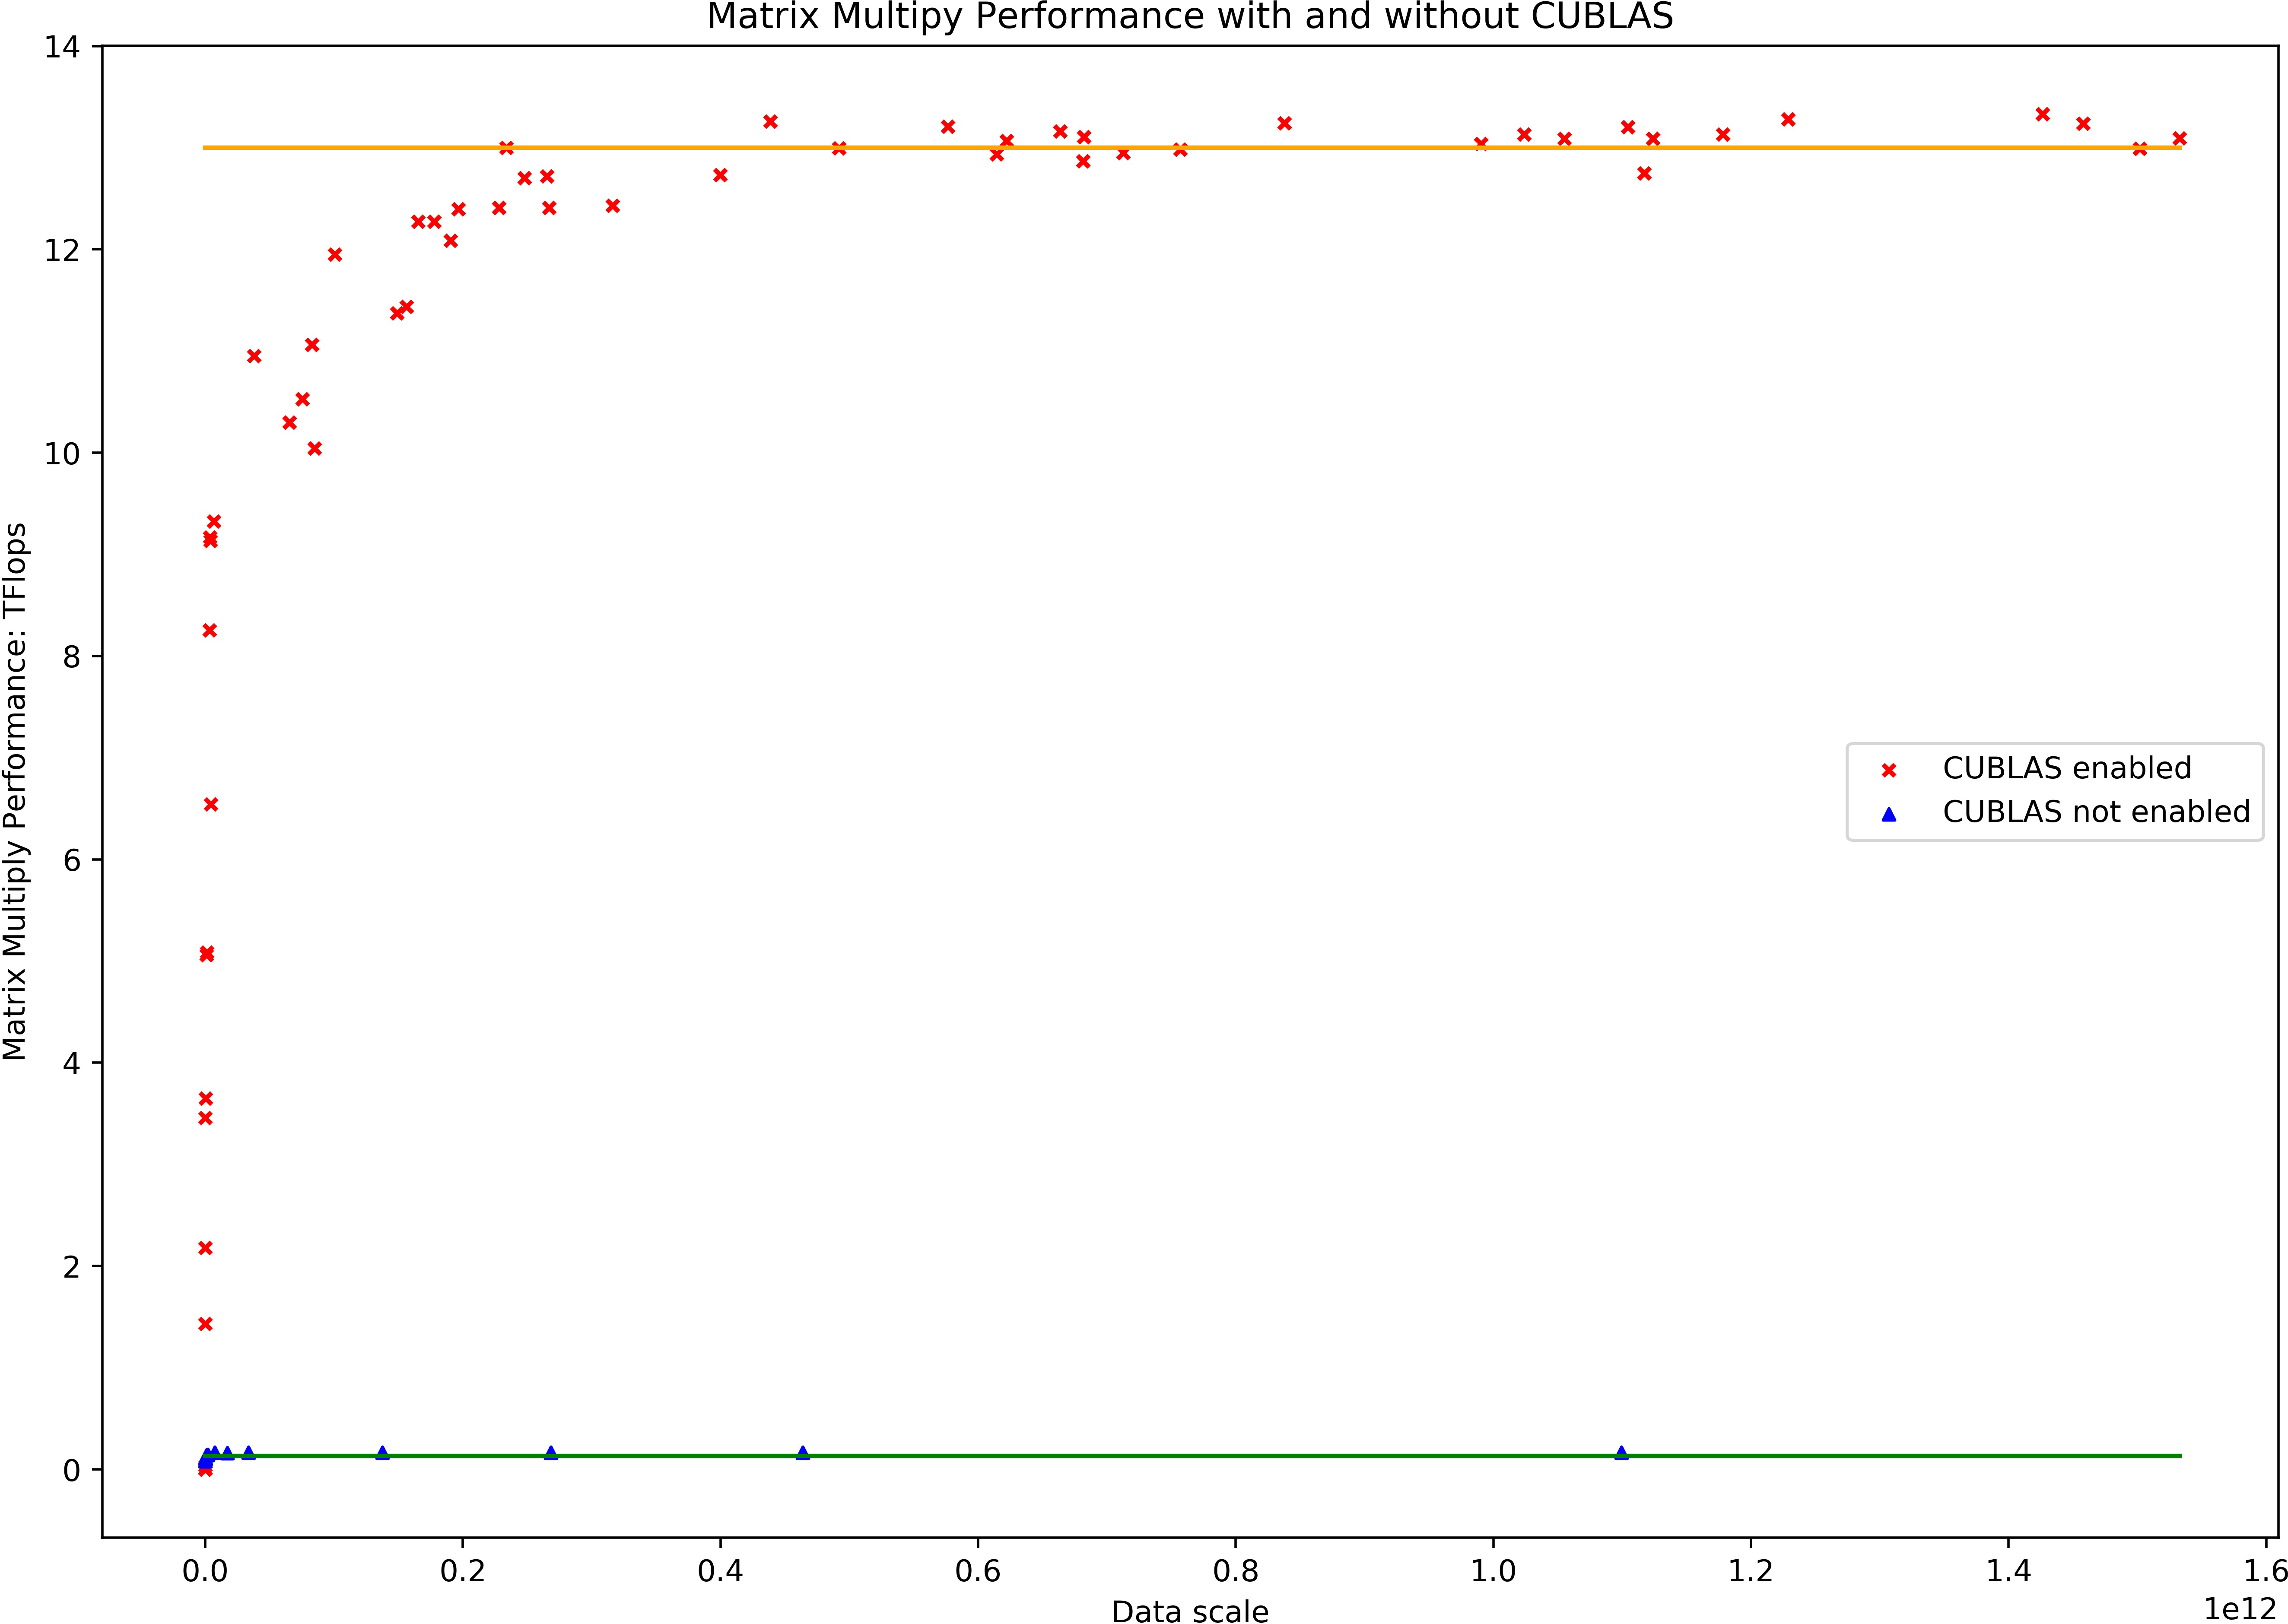 Matrix Multipy Performance with and without CUBLAS
14
12
10
8
6
4
2
0
Matrix Multiply Performance: TFlops
CUBLAS enabled
CUBLAS not enabled
0.0 0.2 0.4 0.6 0.8 1.0 1.2 1.4 1.6
1e12
Data scale